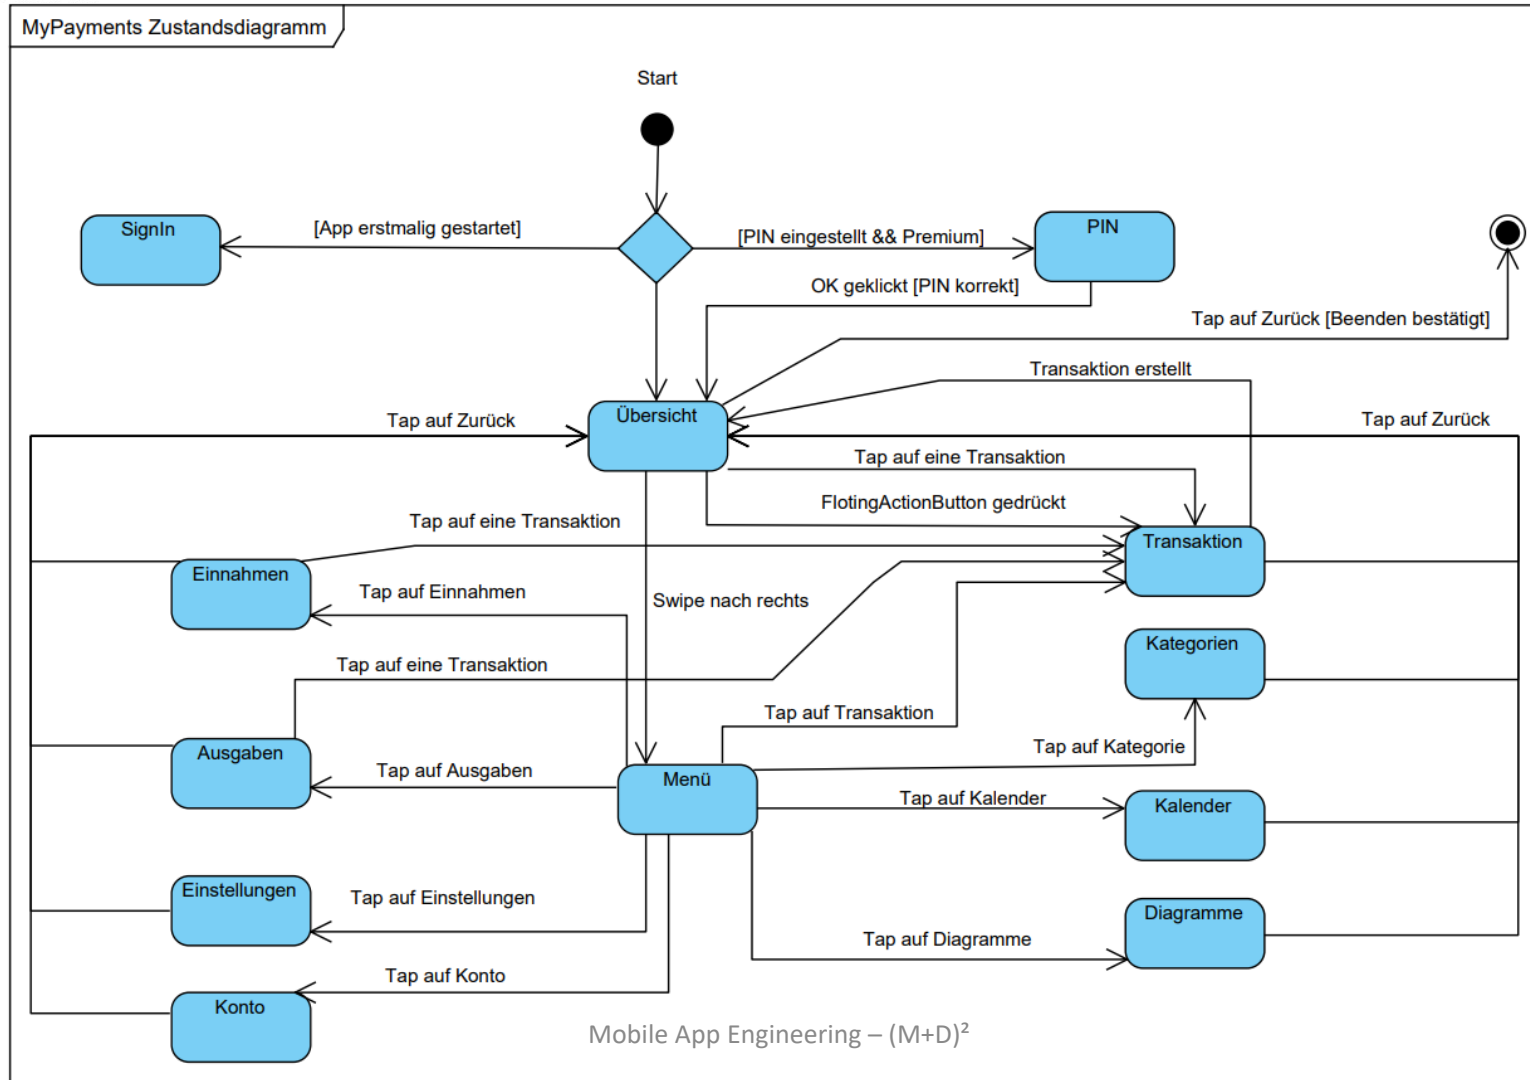 MyPayments Zustandsdiagramm
Start
SignIn
[App erstmalig gestartet]
[PIN eingestellt && Premium]
PIN
OK geklickt [PIN korrekt]
Tap auf Zurück [Beenden bestätigt]
Transaktion erstellt
Übersicht
Tap auf Zurück
Tap auf Zurück
Tap auf eine Transaktion
FlotingActionButton gedrückt
Tap auf eine Transaktion
Transaktion
Einnahmen
Tap auf Einnahmen
Swipe nach rechts
Kategorien
Tap auf eine Transaktion
Tap auf Transaktion
Tap auf Kategorie
Ausgaben
Tap auf Ausgaben
Menü
Tap auf Kalender
Kalender
Einstellungen
Tap auf Einstellungen
Diagramme
Tap auf Diagramme
Tap auf Konto
Konto
Mobile App Engineering – (M+D)²